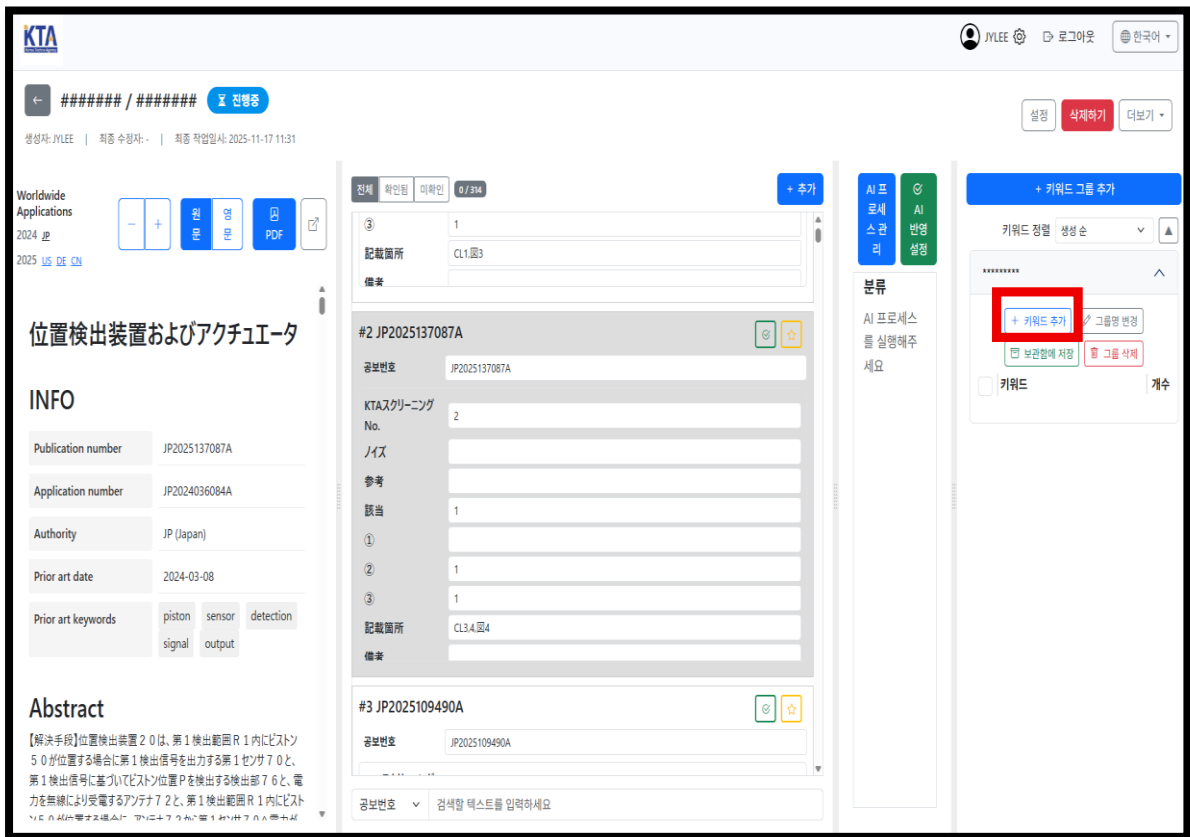 KTA
JYLEE
로그아웃
한국어
####### / #######
진행중
설정
삭제하기
더보기
생성자: JYLEE | 최종 수정자: - | 최종 작업일시: 2025-11-17 11:31
Worldwide
Applications
2024 JP
2025 US DE CN
− +
원문
영문
PDF
位置検出装置およびアクチュエータ
INFO
Publication number JP2025137087A
Application number JP2024036084A
Authority JP (Japan)
Prior art date 2024-03-08
Prior art keywords piston sensor detection
signal output
Abstract
【解決手段】位置検出装置２０は、第１検出範囲Ｒ１内にピストン
５０が位置する場合に第１検出信号を出力する第１センサ７０と、
第１検出信号に基づいてピストン位置Ｐを検出する検出部７６と、電
力を無線により受電するアンテナ７２と、第１検出範囲Ｒ１内にピスト
전체 확인됨 미확인 0 / 314
+ 추가
③ 1
記載箇所 CL1,図3
備考
#2 JP2025137087A
공보번호 JP2025137087A
KTAスクリーニング
No. 2
ノイズ
参考
該当 1
①
② 1
③ 1
記載箇所 CL3,4,図4
備考
#3 JP2025109490A
공보번호 JP2025109490A
공보번호 검색할 텍스트를 입력하세요
AI 프
로세
스 관
리
AI
반영
설정
분류
AI 프로세스
를 실행해주
세요
+ 키워드 그룹 추가
키워드 정렬 생성 순
*********
+ 키워드 추가
그룹명 변경
보관함에 저장
그룹 삭제
키워드 개수